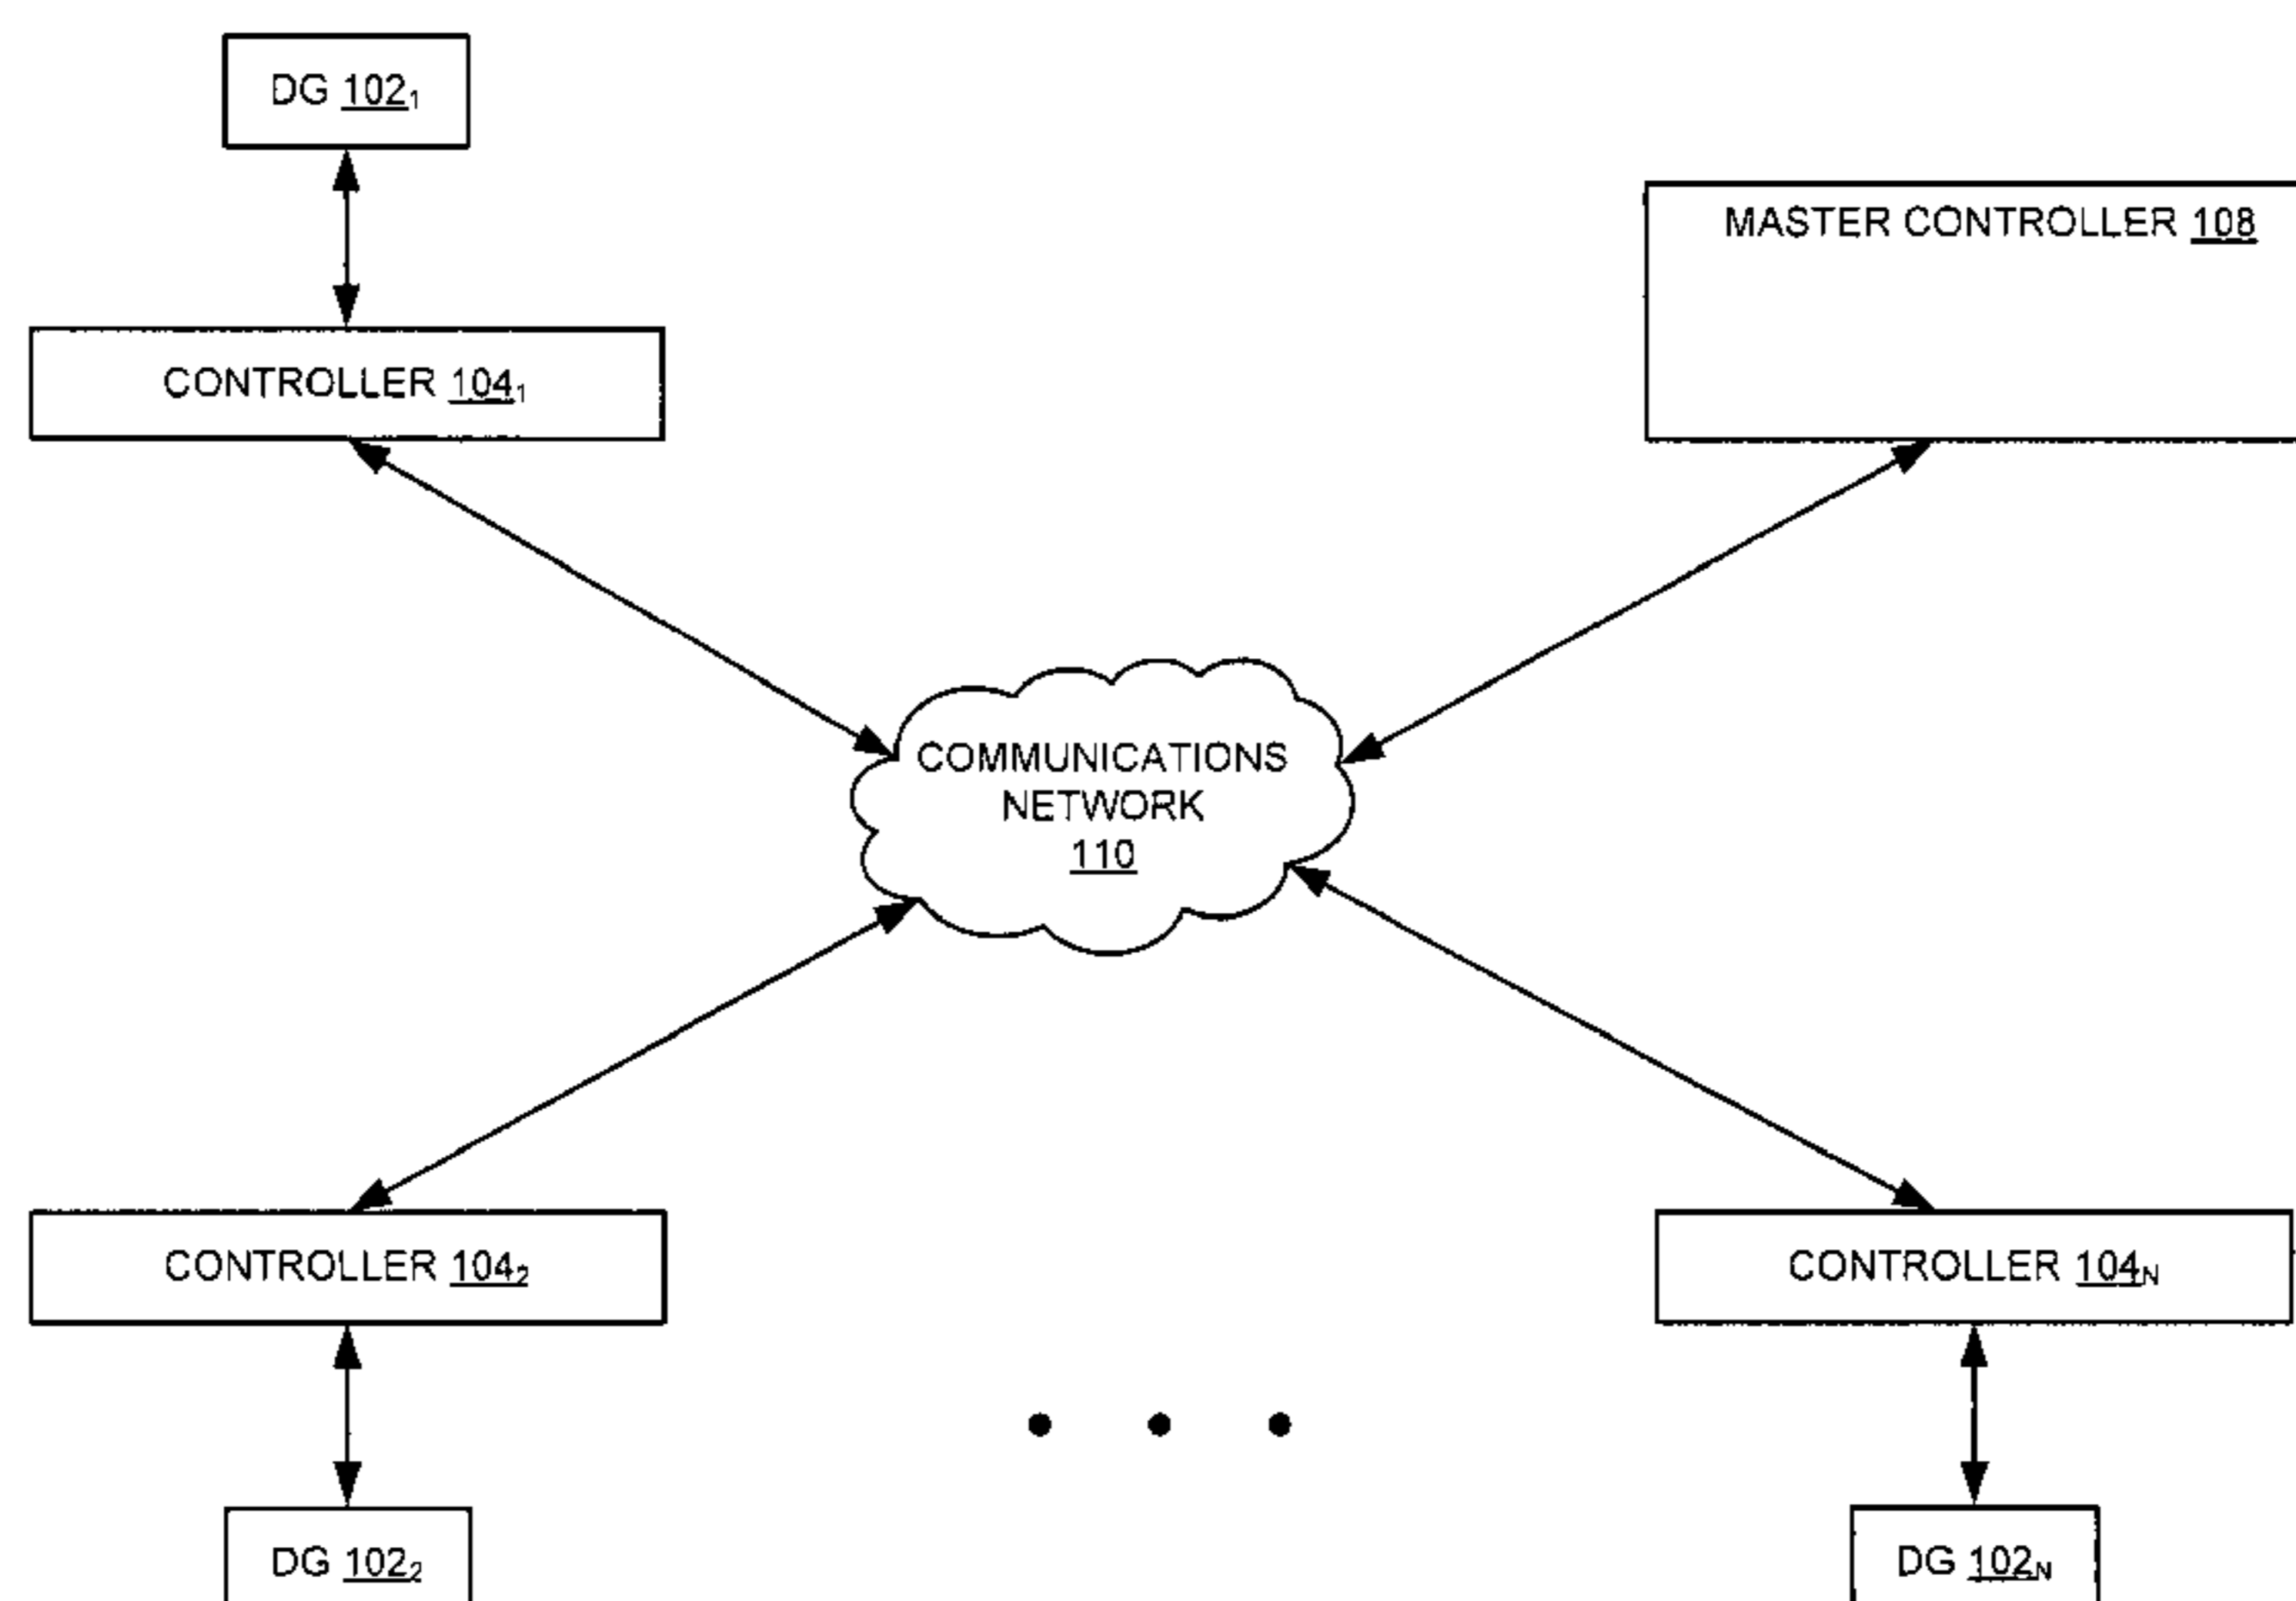 DG 102₁
MASTER CONTROLLER 108
CONTROLLER 104₁
COMMUNICATIONS
NETWORK
110
CONTROLLER 104₂
CONTROLLER 104N
DG 102₂
DG 102N